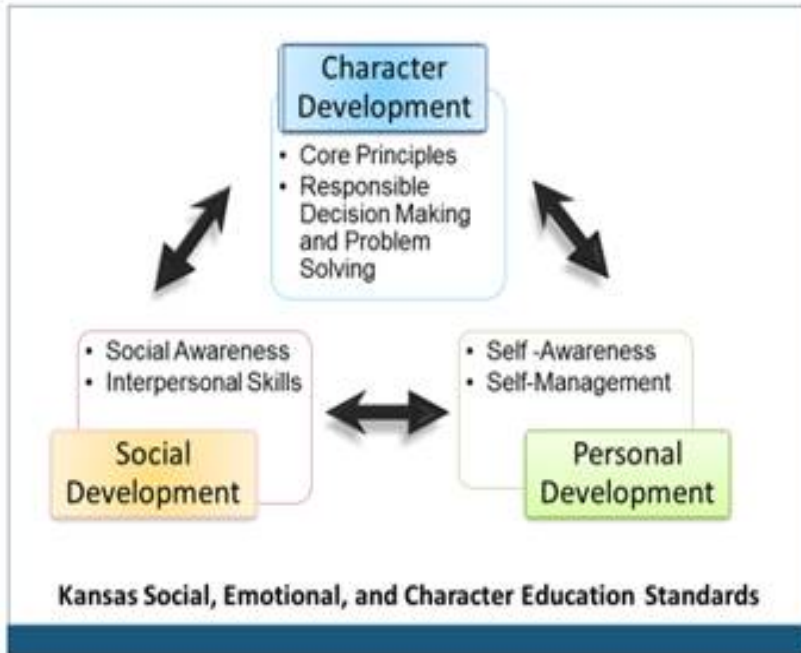 Character
Development
• Core Principles
• Responsible
Decision Making
and Problem
Solving
• Social Awareness
• Interpersonal Skills
Social
Development
• Self -Awareness
• Self-Management
Personal
Development
Kansas Social, Emotional, and Character Education Standards